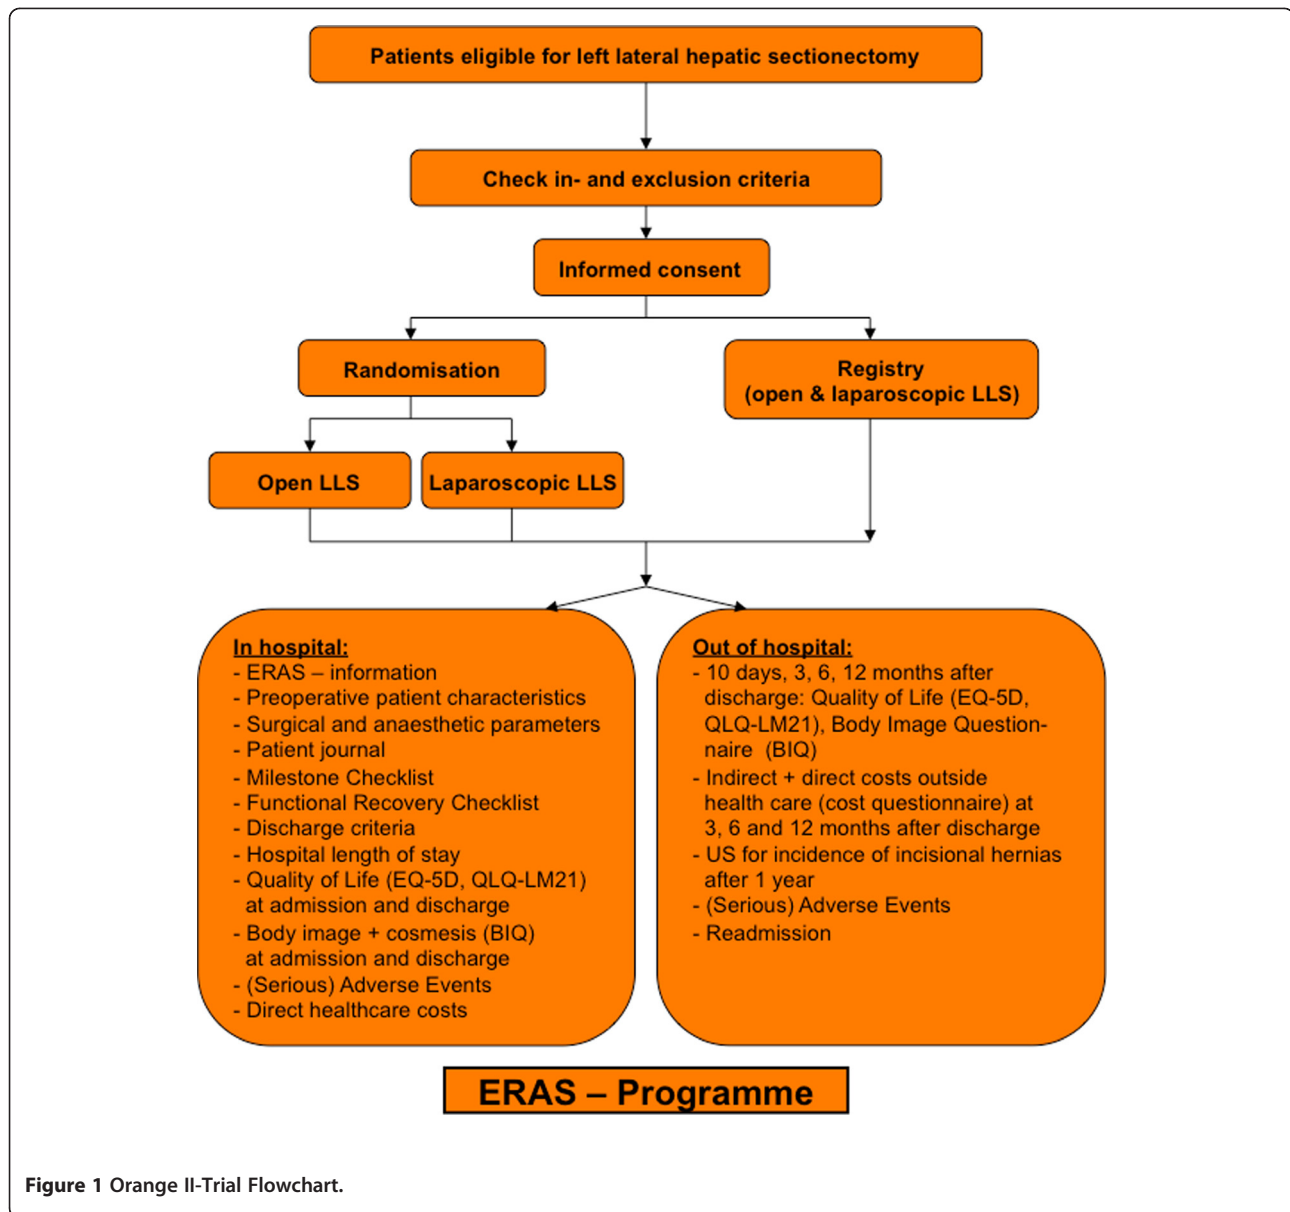 Patients eligible for left lateral hepatic sectionectomy
Check in- and exclusion criteria
Informed consent
Randomisation
Registry
(open & laparoscopic LLS)
Open LLS
Laparoscopic LLS
In hospital:
- ERAS – information
- Preoperative patient characteristics
- Surgical and anaesthetic parameters
- Patient journal
- Milestone Checklist
- Functional Recovery Checklist
- Discharge criteria
- Hospital length of stay
- Quality of Life (EQ-5D, QLQ-LM21)
at admission and discharge
- Body image + cosmesis (BIQ)
at admission and discharge
- (Serious) Adverse Events
- Direct healthcare costs
Out of hospital:
- 10 days, 3, 6, 12 months after
discharge: Quality of Life (EQ-5D,
QLQ-LM21), Body Image Question-
naire (BIQ)
- Indirect + direct costs outside
health care (cost questionnaire) at
3, 6 and 12 months after discharge
- US for incidence of incisional hernias
after 1 year
- (Serious) Adverse Events
- Readmission
ERAS – Programme
Figure 1 Orange II-Trial Flowchart.